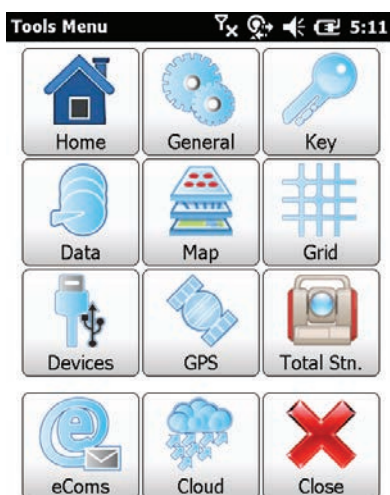 Tools Menu 5:11
Home General Key
Data Map Grid
Devices GPS Total Stn.
eComs Cloud Close